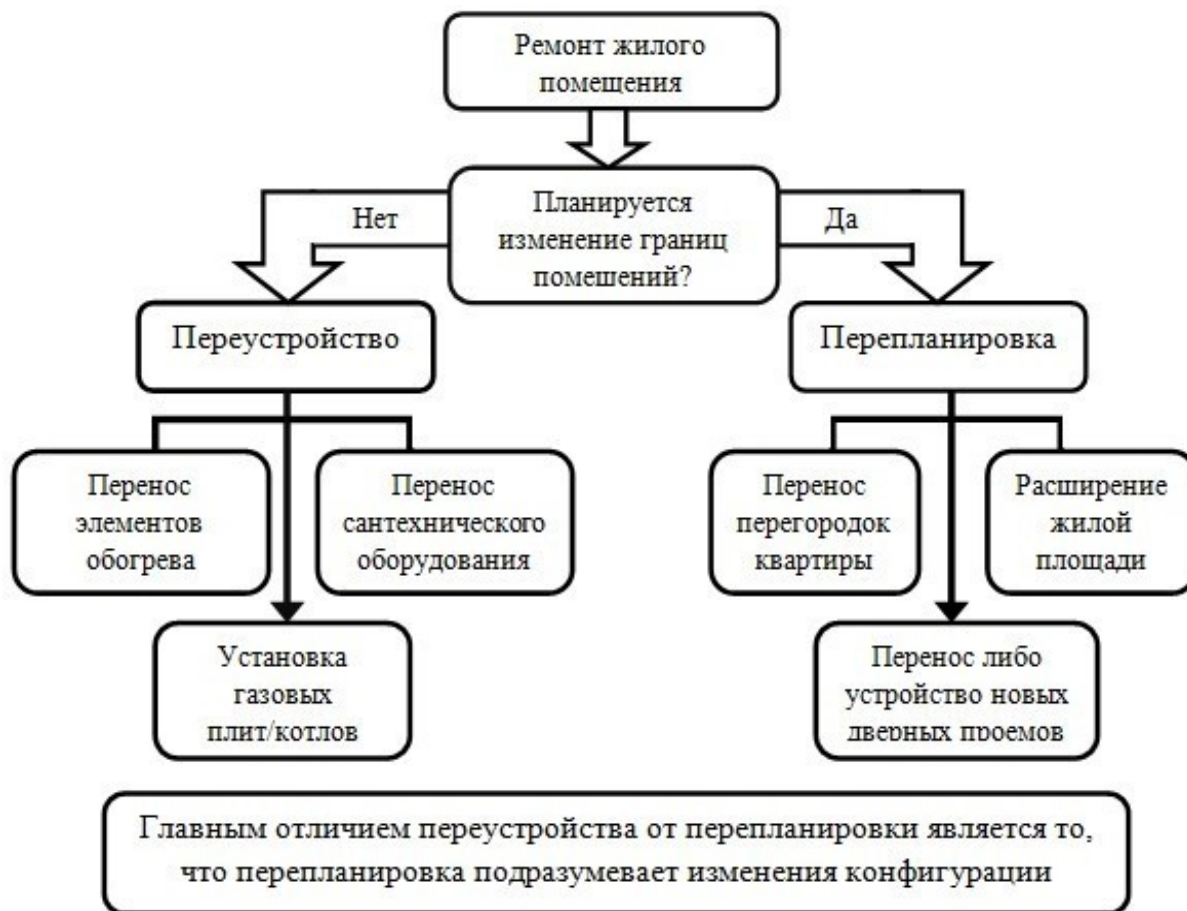 Ремонт жилого
помещения
Планируется
изменение границ
помешений?
Нет
Да
Переустройство
Перепланировка
Перенос
элементов
обогрева
Перенос
сантехнического
оборудования
Перенос
перегородок
квартиры
Расширение
жилой
площади
Установка
газовых
плит/котлов
Перенос либо
устройство новых
дверных проемов
Главным отличием переустройства от перепланировки является то,
что перепланировка подразумевает изменения конфигурации